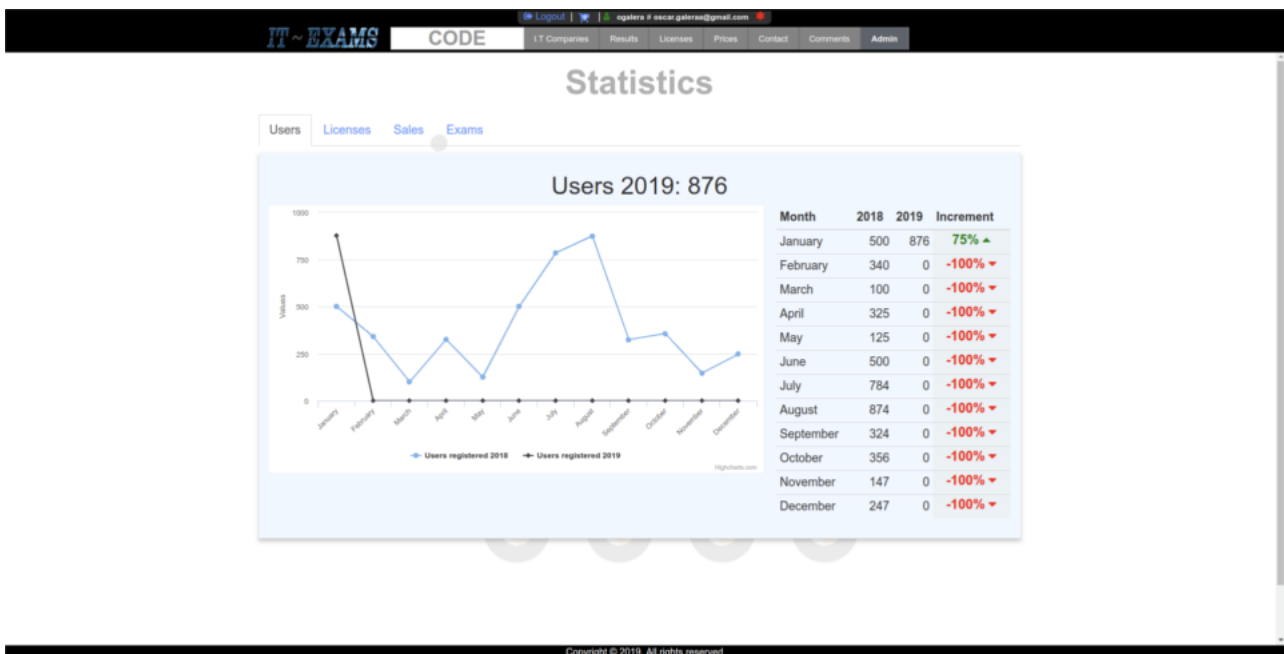 Logout | | ogalera # oscar.galeras@gmail.com
IT ~ EXAMS CODE I.T Companies Results Licenses Prices Contact Comments Admin
Statistics
Users Licenses Sales Exams
Users 2019: 876
1000
750
500
250
0
Values
January February March April May June July August September October November December
Users registered 2018 Users registered 2019
Highcharts.com
Month 2018 2019 Increment
January 500 876 75%
February 340 0 -100%
March 100 0 -100%
April 325 0 -100%
May 125 0 -100%
June 500 0 -100%
July 784 0 -100%
August 874 0 -100%
September 324 0 -100%
October 356 0 -100%
November 147 0 -100%
December 247 0 -100%
Copyright © 2019. All rights reserved